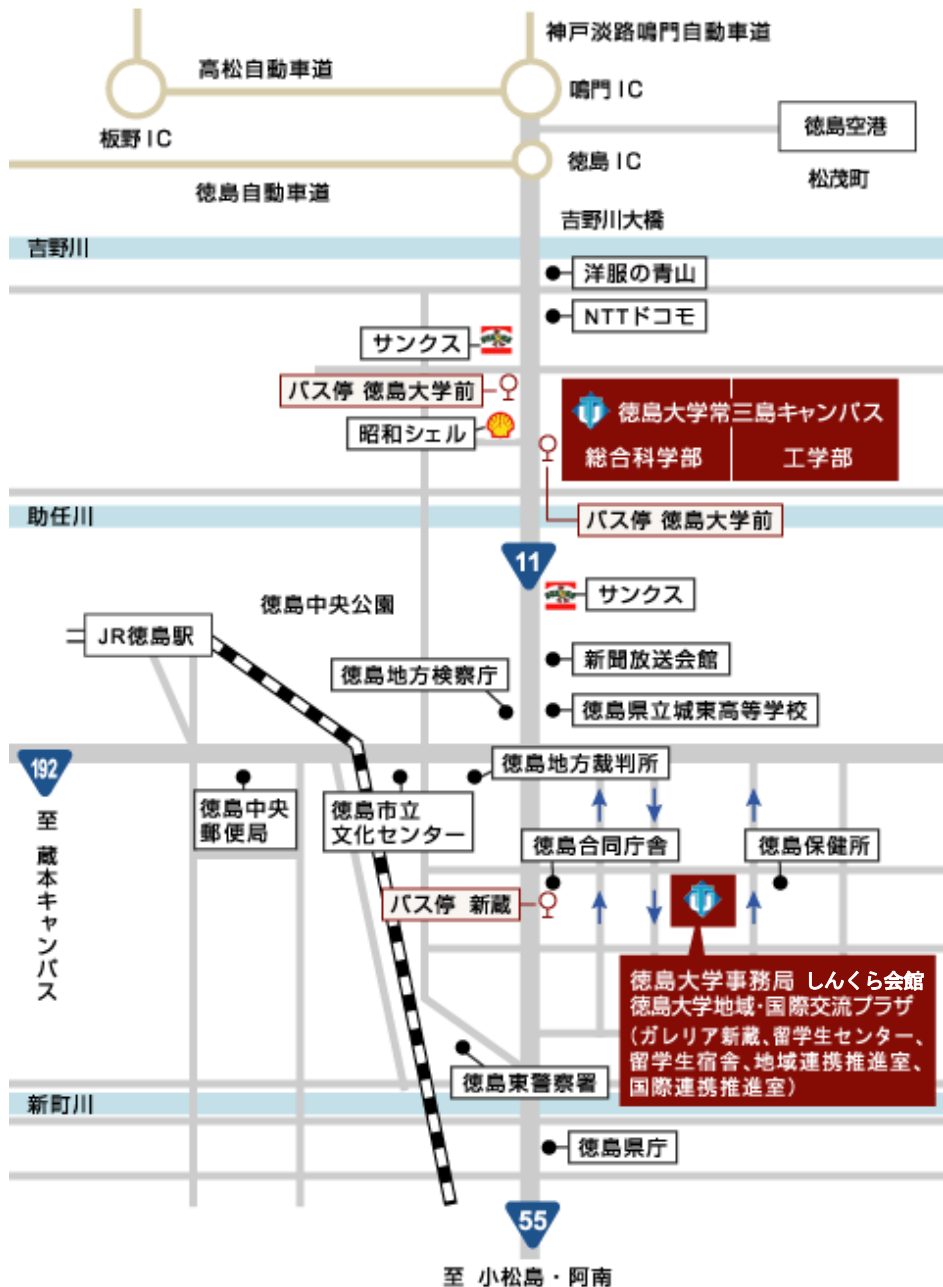 神戸淡路鳴門自動車道
高松自動車道
鳴門IC
板野IC
徳島空港
徳島IC
松茂町
徳島自動車道
吉野川大橋
吉野川
洋服の青山
NTTドコモ
サンクス
バス停 徳島大学前
徳島大学常三島キャンパス
昭和シェル
総合科学部
工学部
助任川
バス停 徳島大学前
11
サンクス
徳島中央公園
JR徳島駅
新聞放送会館
徳島地方検察庁
徳島県立城東高等学校
192
徳島地方裁判所
至 蔵本キャンパス
徳島中央
郵便局
徳島市立
文化センター
徳島合同庁舎
徳島保健所
バス停 新蔵
徳島大学事務局 しんくら会館
徳島大学地域・国際交流プラザ
(ガレリア新蔵、留学生センター、
留学生宿舎、地域連携推進室、
国際連携推進室)
徳島東警察署
新町川
徳島県庁
55
至 小松島・阿南